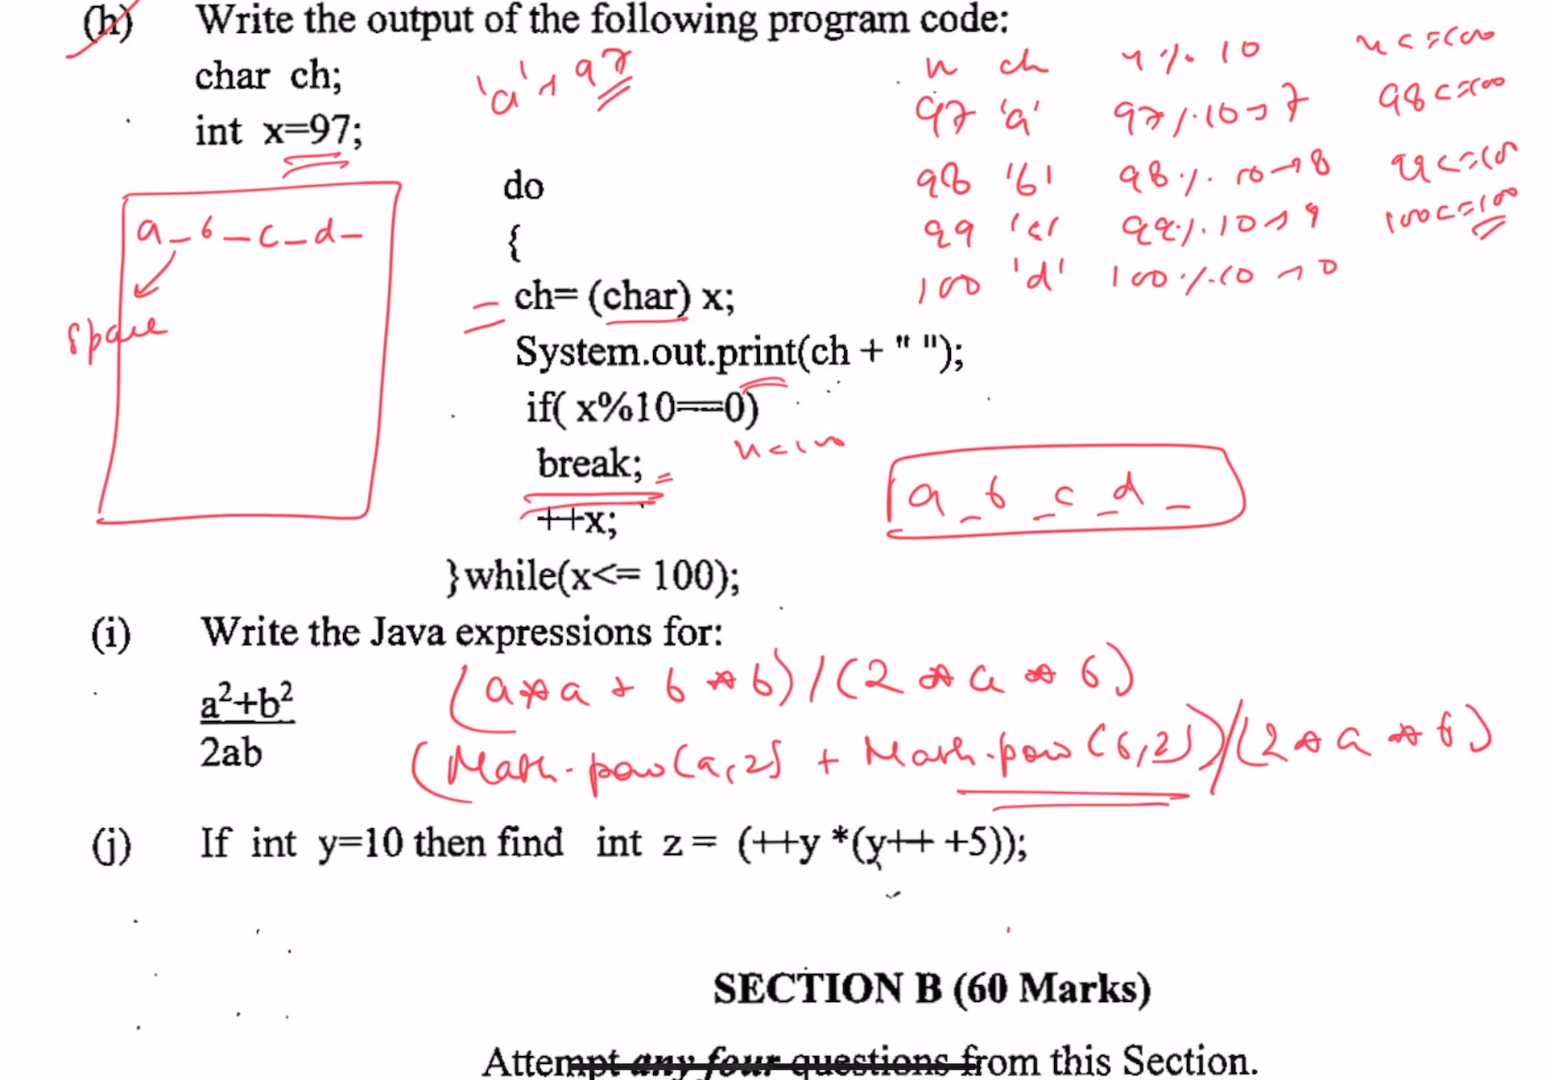 (h) Write the output of the following program code:
char ch;
int x=97;
'a' 97
n ch 10
97 'a' 97%10→7 98<=100
98 'b' 98%10→8
99 'c' 99%10→9 100<=100
100 'd' 100%10→0
a_b_c_d_
space
do
{
ch= (char) x;
System.out.print(ch + " ");
if( x%10==0)
break;
++x;
}while(x<= 100);
a_b_c_d_
(i) Write the Java expressions for:
a²+b²
2ab
(a*a + b*b)/(2*a*b)
(Math.pow(a,2) + Math.pow(b,2))/(2*a*b)
(j) If int y=10 then find int z = (++y *(y++ +5));
SECTION B (60 Marks)
Attempt any four questions from this Section.